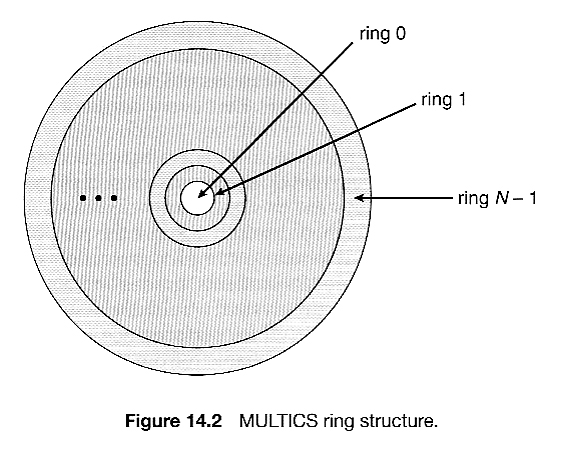 ring 0
ring 1
ring N – 1
• • •
Figure 14.2 MULTICS ring structure.